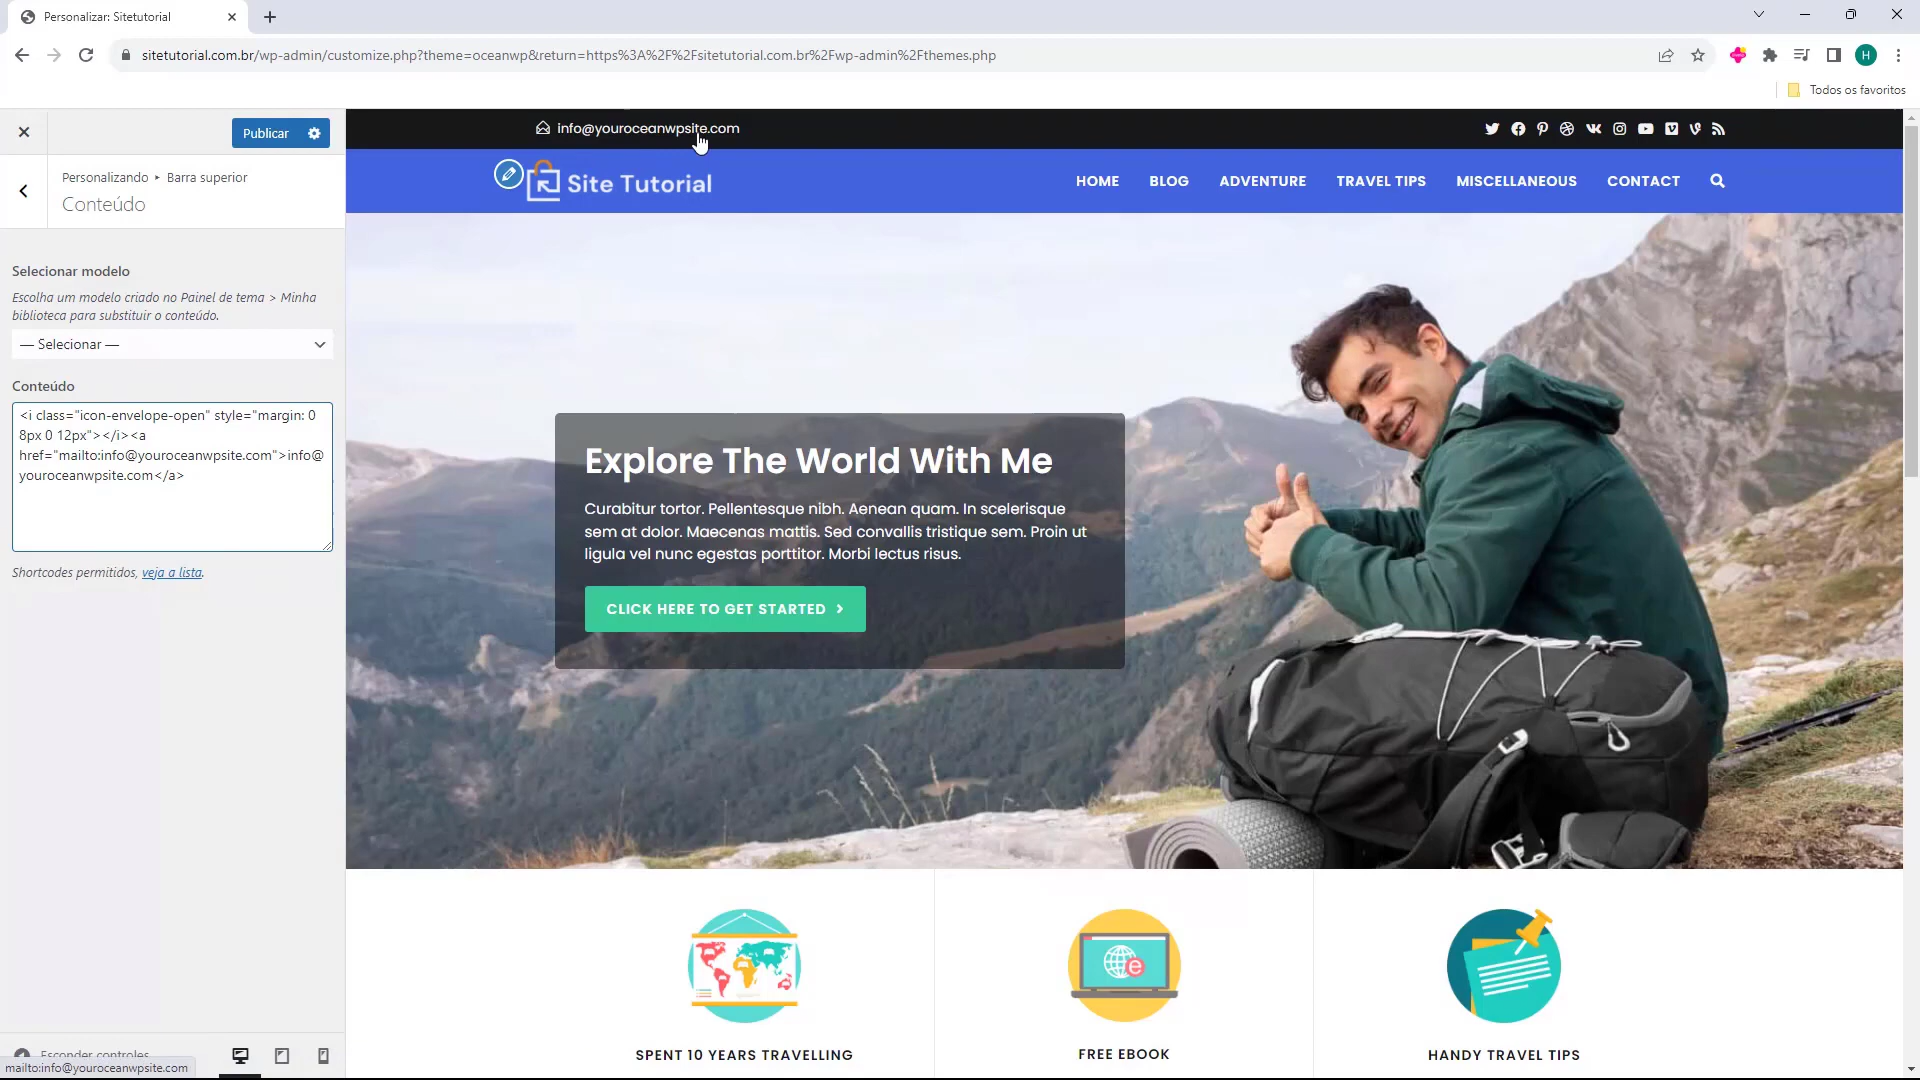 Personalizar: Sitetutorial
sitetutorial.com.br/wp-admin/customize.php?theme=oceanwp&return=https%3A%2F%2Fsitetutorial.com.br%2Fwp-admin%2Fthemes.php
H
Todos os favoritos
Publicar
Personalizando ▸ Barra superior
Conteúdo
Selecionar modelo
Escolha um modelo criado no Painel de tema > Minha
biblioteca para substituir o conteúdo.
— Selecionar —
Conteúdo
<i class="icon-envelope-open" style="margin: 0
8px 0 12px"></i><a
href="mailto:info@youroceanwpsite.com">info@
youroceanwpsite.com</a>
Shortcodes permitidos, veja a lista.
Esconder controles
mailto:info@youroceanwpsite.com
info@youroceanwpsite.com
Site Tutorial
HOME BLOG ADVENTURE TRAVEL TIPS MISCELLANEOUS CONTACT
Explore The World With Me
Curabitur tortor. Pellentesque nibh. Aenean quam. In scelerisque
sem at dolor. Maecenas mattis. Sed convallis tristique sem. Proin ut
ligula vel nunc egestas porttitor. Morbi lectus risus.
CLICK HERE TO GET STARTED
e
SPENT 10 YEARS TRAVELLING
FREE EBOOK
HANDY TRAVEL TIPS